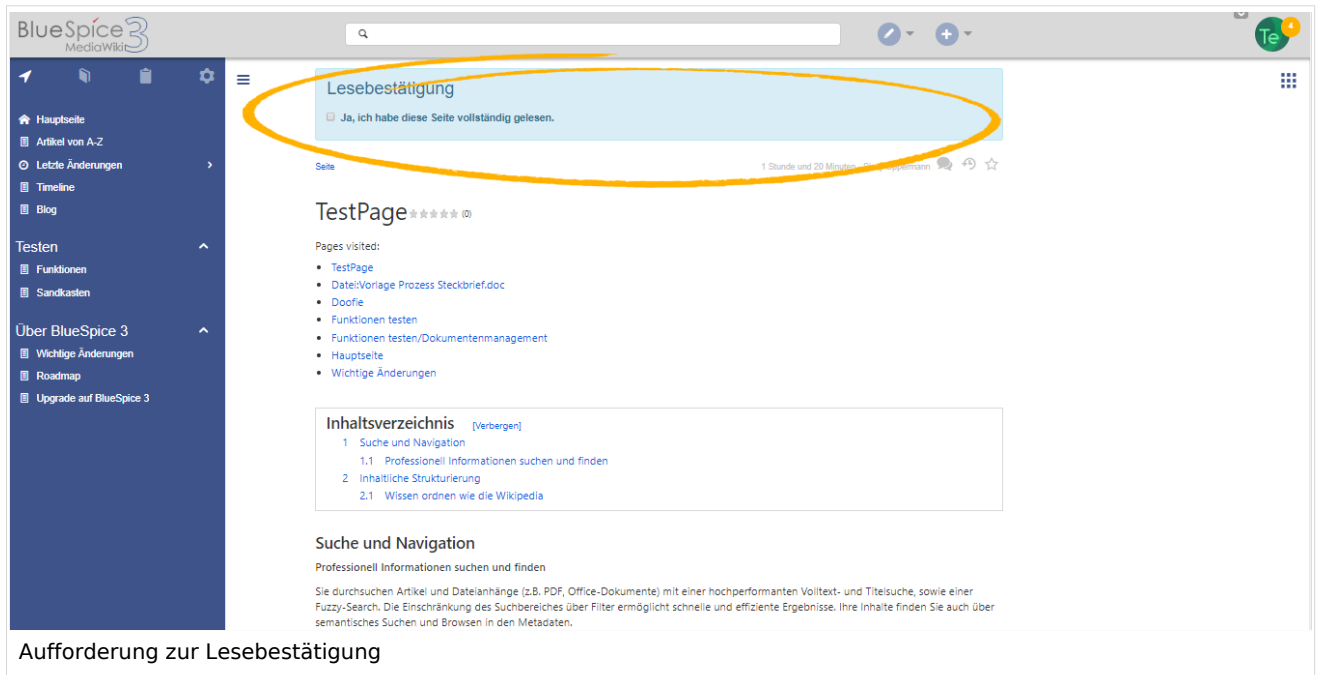 BlueSpice 3
MediaWiki
Te
4
Hauptseite
Artikel von A-Z
Letzte Änderungen
Timeline
Blog
Testen
Funktionen
Sandkasten
Über BlueSpice 3
Wichtige Änderungen
Roadmap
Upgrade auf BlueSpice 3
Lesebestätigung
Ja, ich habe diese Seite vollständig gelesen.
Seite
1 Stunde und 20 Minuten
TestPage (0)
Pages visited:
TestPage
Datei:Vorlage Prozess Steckbrief.doc
Doofie
Funktionen testen
Funktionen testen/Dokumentenmanagement
Hauptseite
Wichtige Änderungen
Inhaltsverzeichnis [Verbergen]
1 Suche und Navigation
1.1 Professionell Informationen suchen und finden
2 Inhaltliche Strukturierung
2.1 Wissen ordnen wie die Wikipedia
Suche und Navigation
Professionell Informationen suchen und finden
Sie durchsuchen Artikel und Dateianhänge (z.B. PDF, Office-Dokumente) mit einer hochperformanten Volltext- und Titelsuche, sowie einer
Fuzzy-Search. Die Einschränkung des Suchbereiches über Filter ermöglicht schnelle und effiziente Ergebnisse. Ihre Inhalte finden Sie auch über
semantisches Suchen und Browsen in den Metadaten.
Aufforderung zur Lesebestätigung